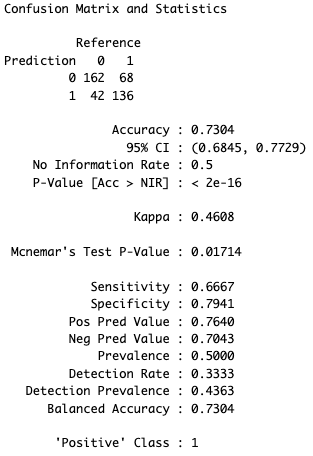 Confusion Matrix and Statistics
Reference
Prediction 0 1
0 162 68
1 42 136
Accuracy : 0.7304
95% CI : (0.6845, 0.7729)
No Information Rate : 0.5
P-Value [Acc > NIR] : < 2e-16
Kappa : 0.4608
Mcnemar's Test P-Value : 0.01714
Sensitivity : 0.6667
Specificity : 0.7941
Pos Pred Value : 0.7640
Neg Pred Value : 0.7043
Prevalence : 0.5000
Detection Rate : 0.3333
Detection Prevalence : 0.4363
Balanced Accuracy : 0.7304
'Positive' Class : 1